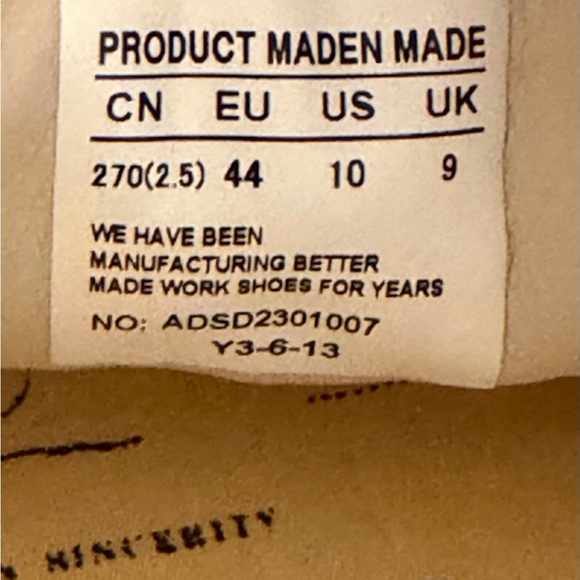 PRODUCT MADEN MADE
CN EU US UK
270(2.5) 44 10 9
WE HAVE BEEN
MANUFACTURING BETTER
MADE WORK SHOES FOR YEARS
NO: ADSD2301007
Y3-6-13
SINCERITY